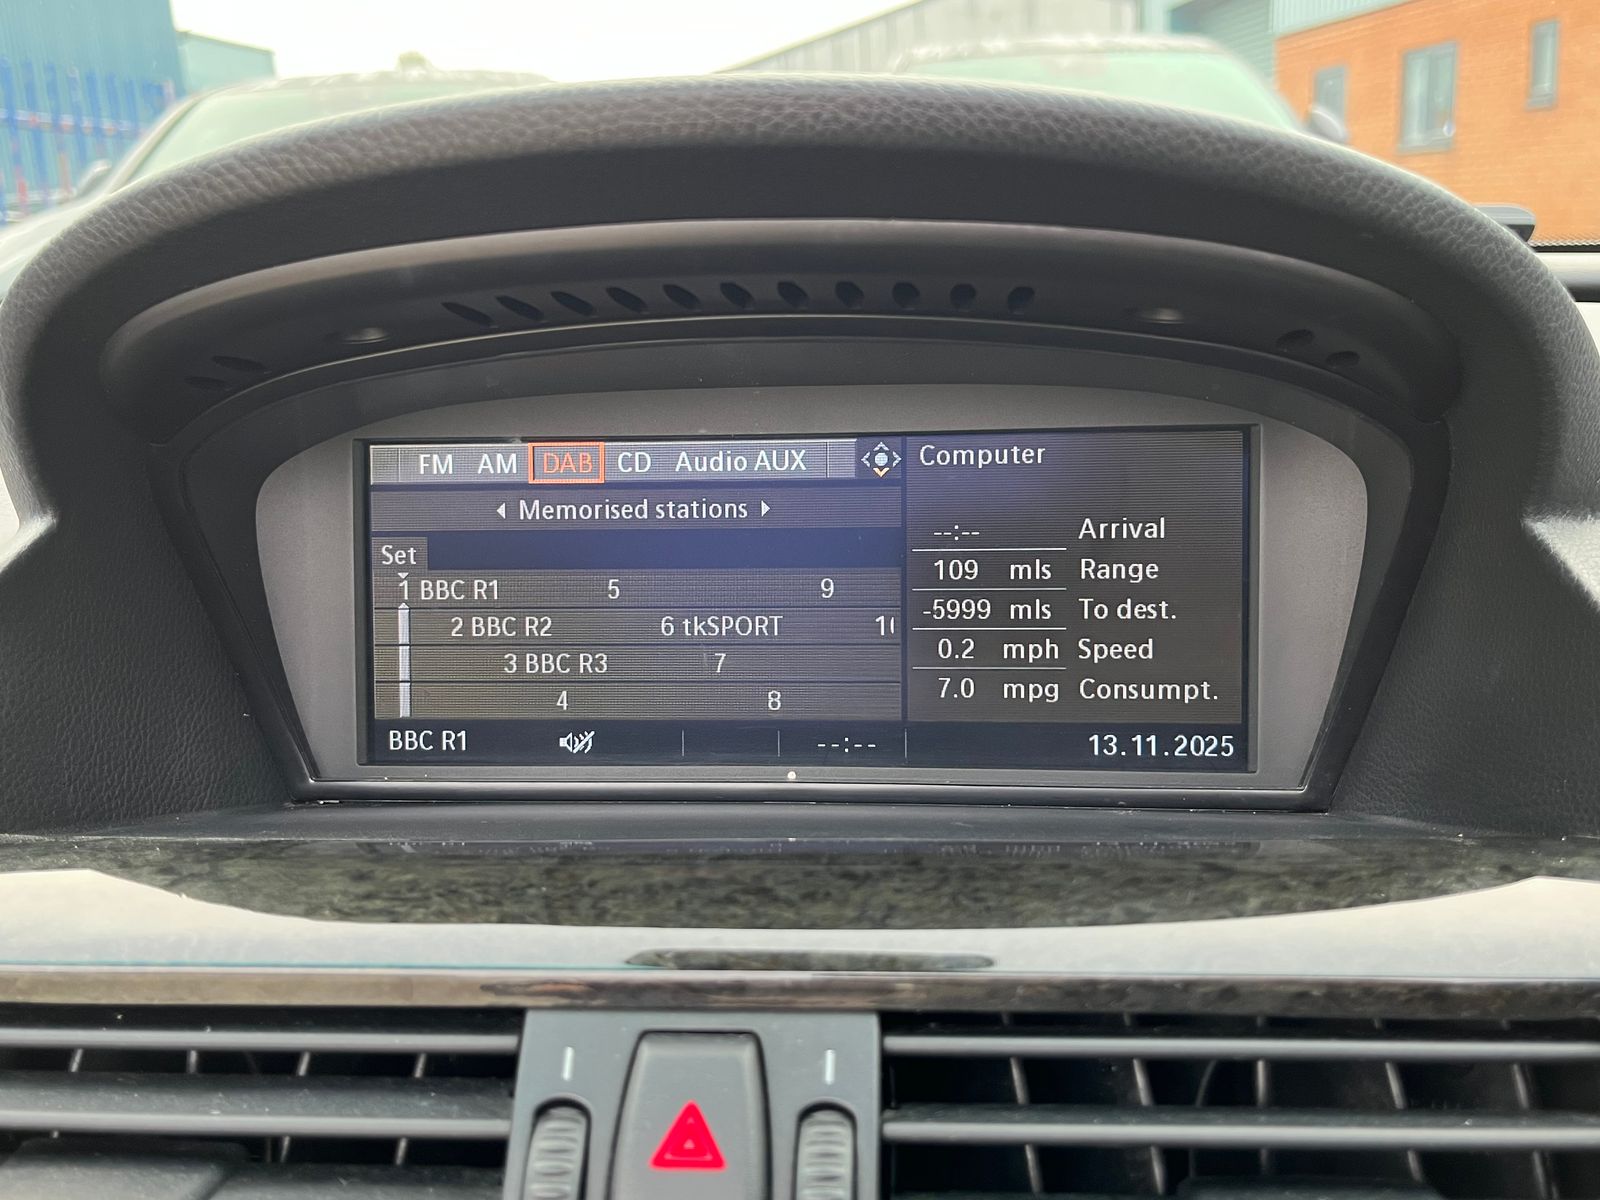 FM AM DAB CD Audio AUX
Memorised stations
Set
1 BBC R1 5 9
2 BBC R2 6 tkSPORT 10
3 BBC R3 7
4 8
BBC R1 --:-- 13.11.2025
Computer
--:-- Arrival
109 mls Range
-5999 mls To dest.
0.2 mph Speed
7.0 mpg Consumpt.